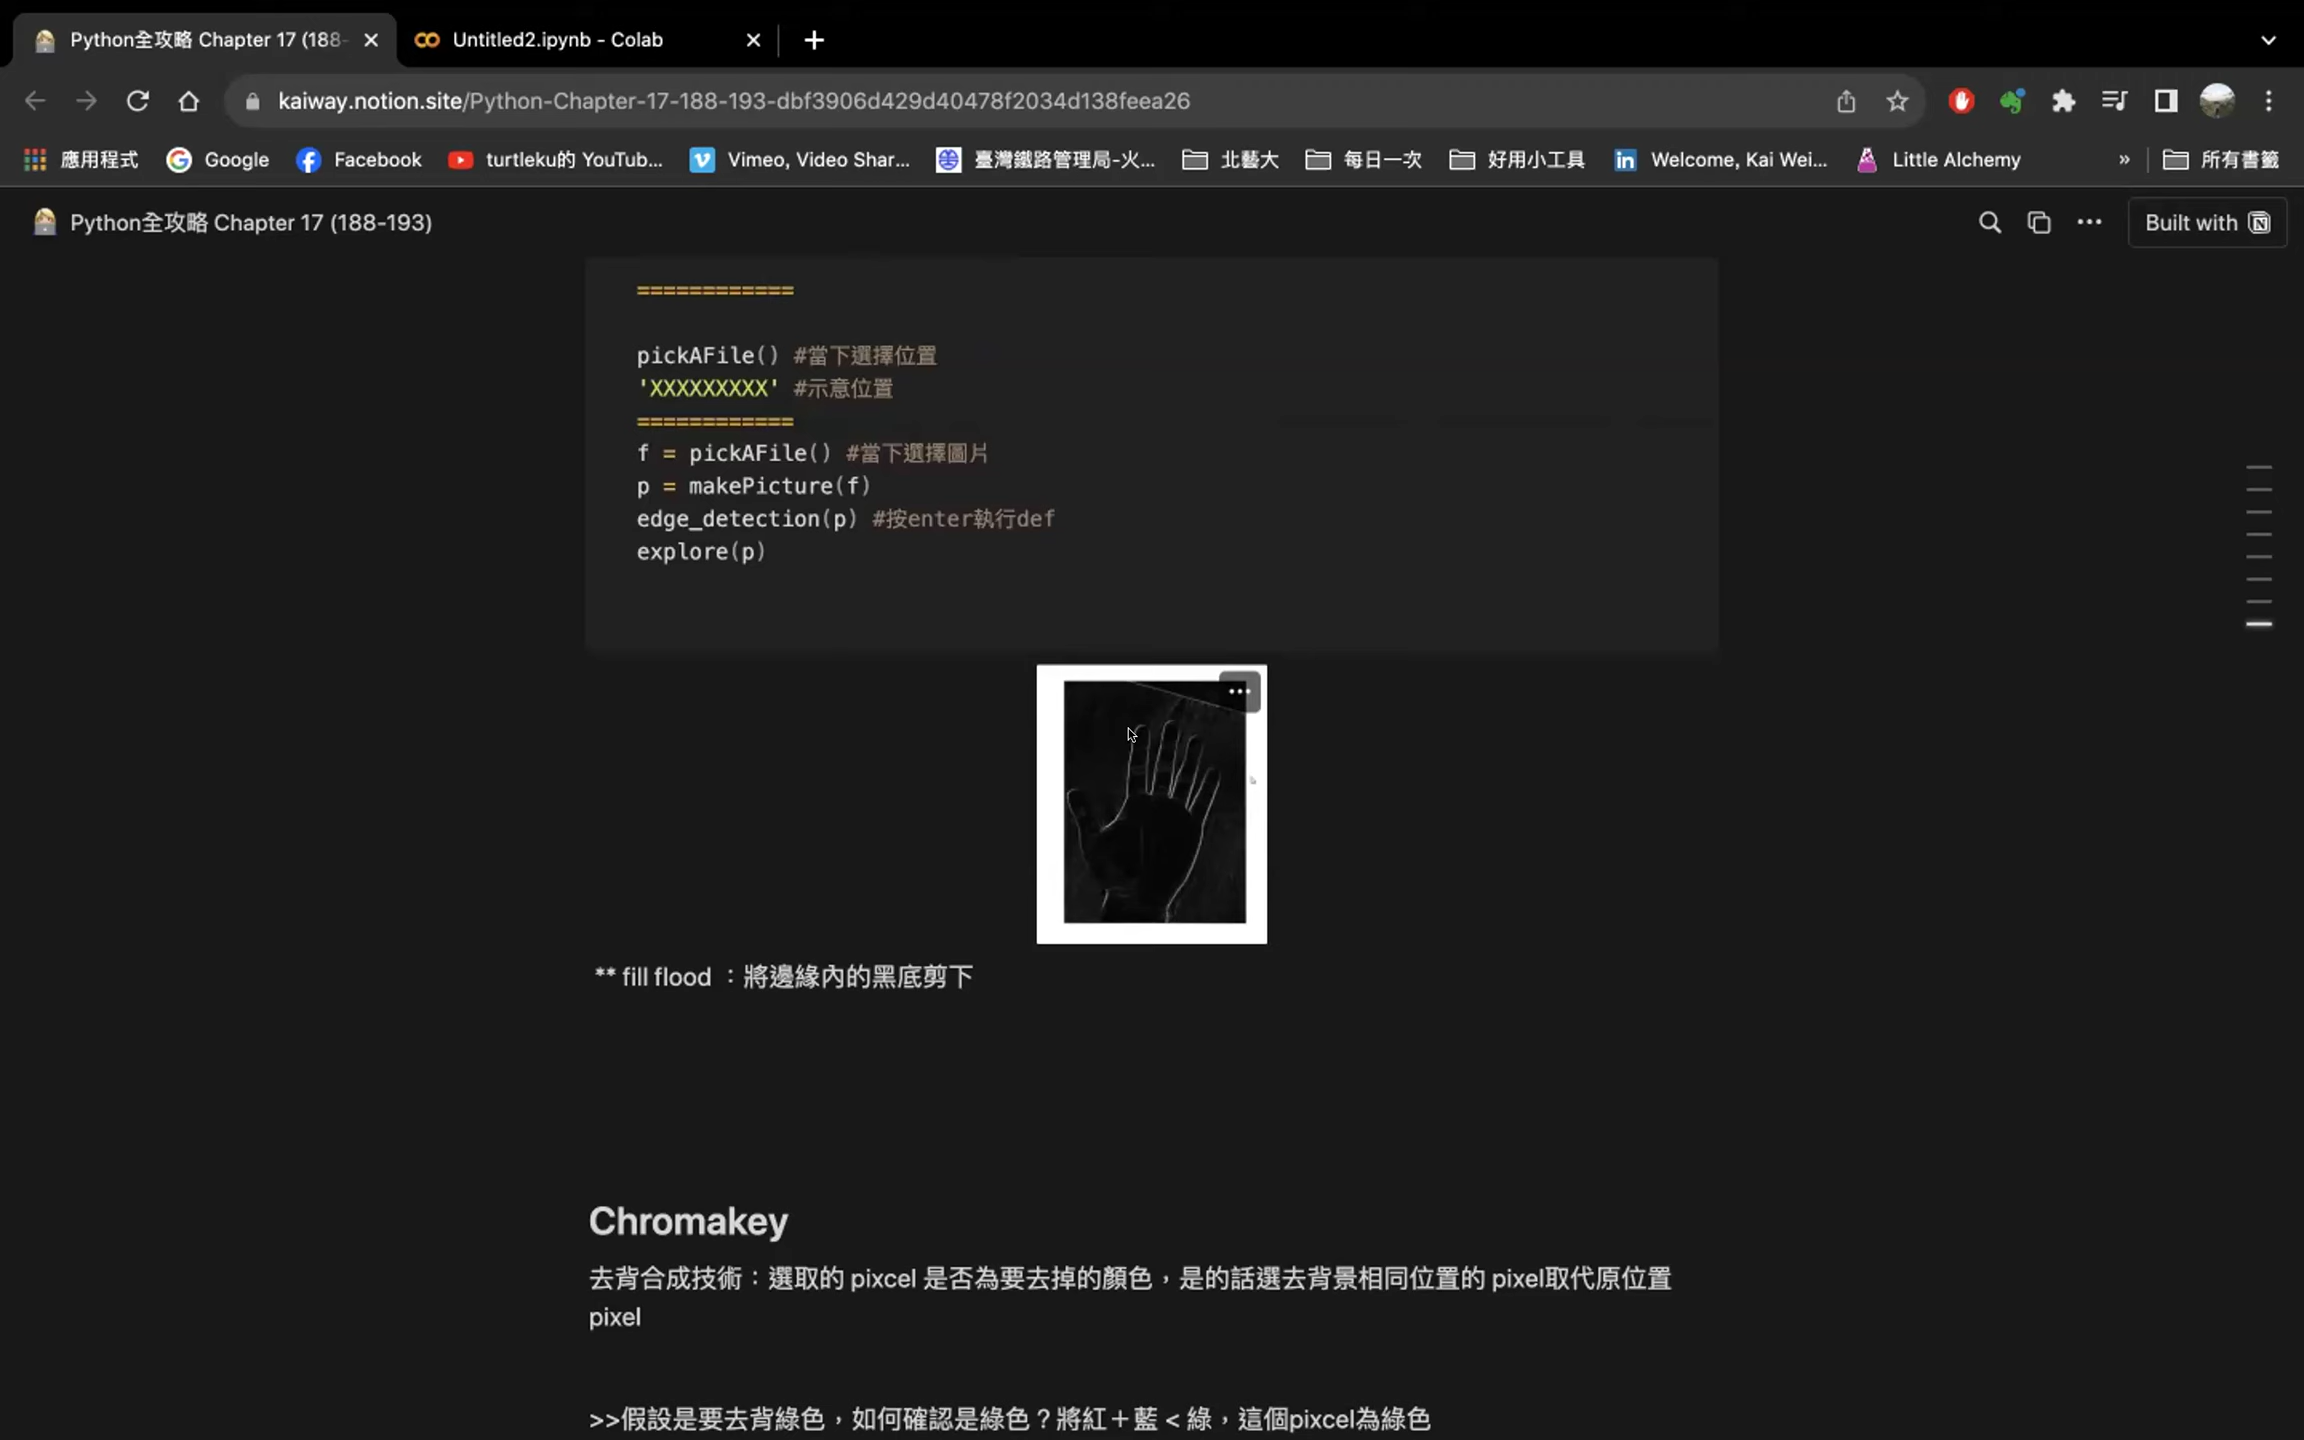 Python全攻略 Chapter 17 (188-
Untitled2.ipynb - Colab
kaiway.notion.site/Python-Chapter-17-188-193-dbf3906d429d40478f2034d138feea26
應用程式 Google Facebook turtleku的 YouTub... Vimeo, Video Shar... 臺灣鐵路管理局-火... 北藝大 每日一次 好用小工具 Welcome, Kai Wei... Little Alchemy » 所有書籤
Python全攻略 Chapter 17 (188-193)
Built with
============
pickAFile() #當下選擇位置
'XXXXXXXXX' #示意位置
============
f = pickAFile() #當下選擇圖片
p = makePicture(f)
edge_detection(p) #按enter執行def
explore(p)
** fill flood ：將邊緣內的黑底剪下
Chromakey
去背合成技術：選取的 pixcel 是否為要去掉的顏色，是的話選去背景相同位置的 pixel取代原位置
pixel
>>假設是要去背綠色，如何確認是綠色？將紅＋藍 < 綠，這個pixcel為綠色